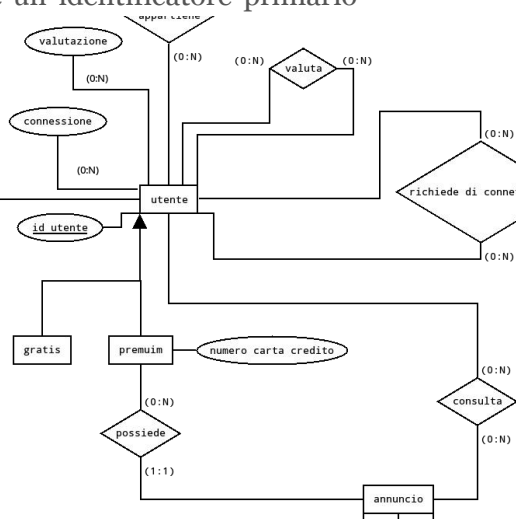 e un identificatore primario
appartiene
valutazione
(0:N)
(0:N)
(0:N)
valuta
(0:N)
connessione
(0:N)
(0:N)
utente
richiede di connet
id utente
(0:N)
gratis
premuim
numero carta credito
(0:N)
(0:N)
consulta
possiede
(0:N)
(1:1)
annuncio